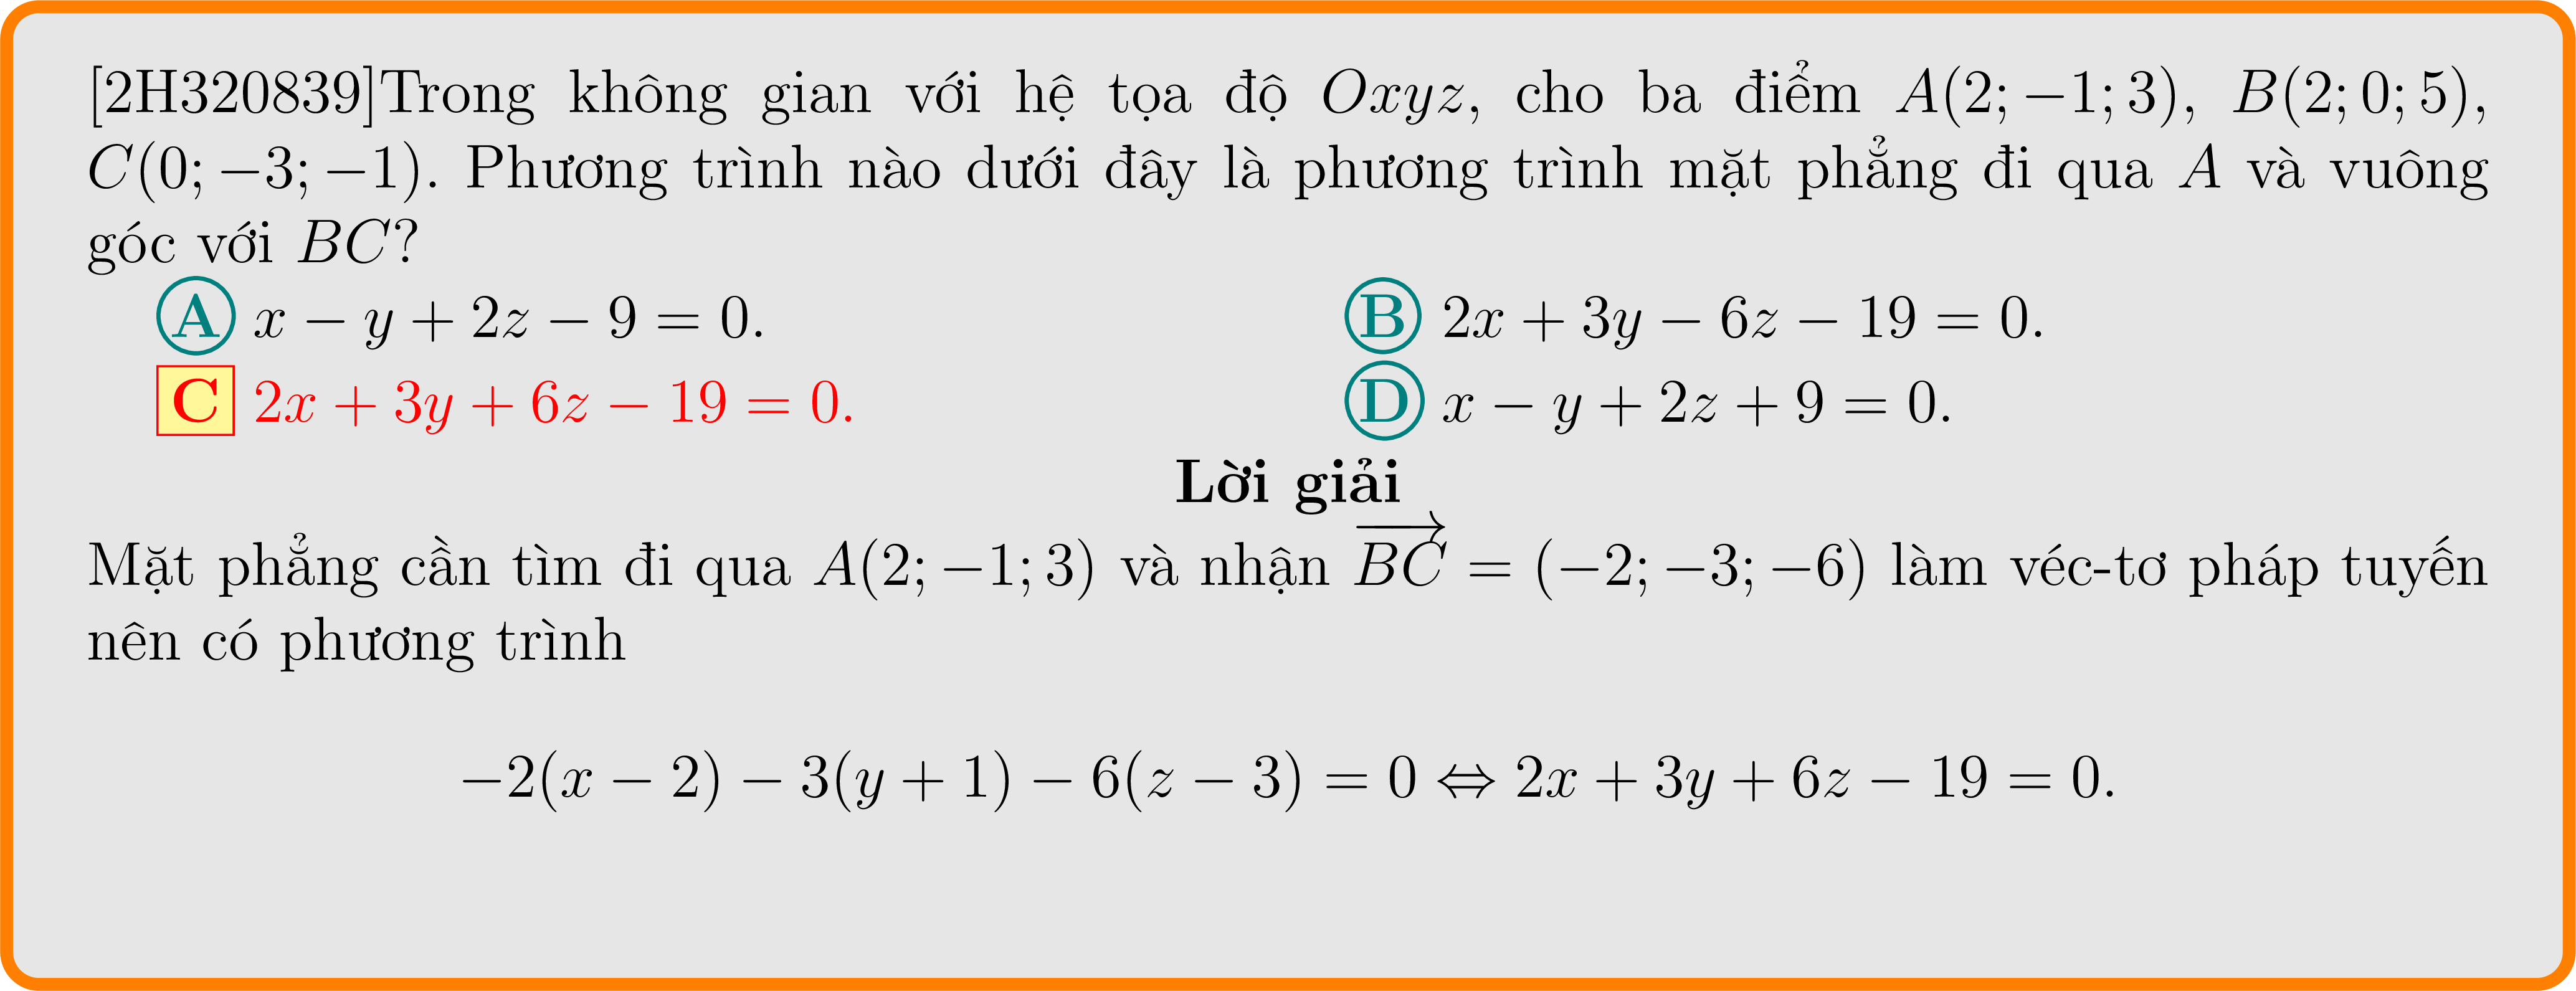 [2H320839]Trong không gian với hệ tọa độ Oxyz, cho ba điểm A(2; −1; 3), B(2; 0; 5),
C(0; −3; −1). Phương trình nào dưới đây là phương trình mặt phẳng đi qua A và vuông
góc với BC?
A x − y + 2z − 9 = 0. B 2x + 3y − 6z − 19 = 0.
C 2x + 3y + 6z − 19 = 0. D x − y + 2z + 9 = 0.
Lời giải
Mặt phẳng cần tìm đi qua A(2; −1; 3) và nhận \overrightarrow{BC} = (−2; −3; −6) làm véc-tơ pháp tuyến
nên có phương trình
−2(x − 2) − 3(y + 1) − 6(z − 3) = 0 ⇔ 2x + 3y + 6z − 19 = 0.